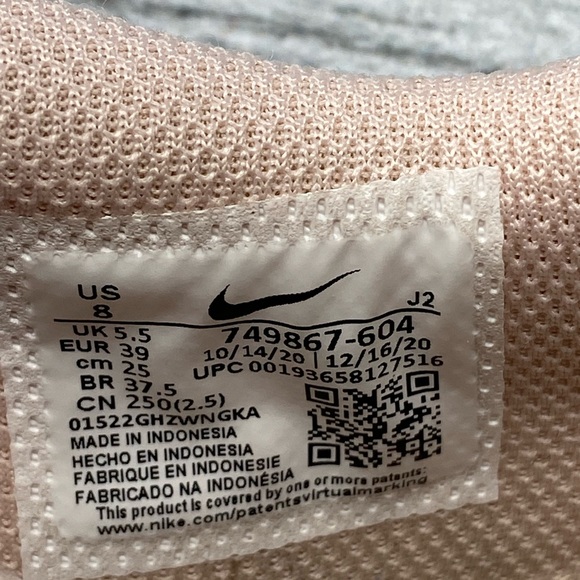 US
8
J2
UK 5.5
EUR 39
cm 25
BR 37.5
CN 250(2.5)
749867-604
10/14/20 | 12/16/20
UPC 00193658127516
01522GHZWNGKA
MADE IN INDONESIA
HECHO EN INDONESIA
FABRIQUE EN INDONESIE
FABRICADO NA INDONÉSIA
This product is covered by one or more patents:
www.nike.com/patentsvirtualmarking